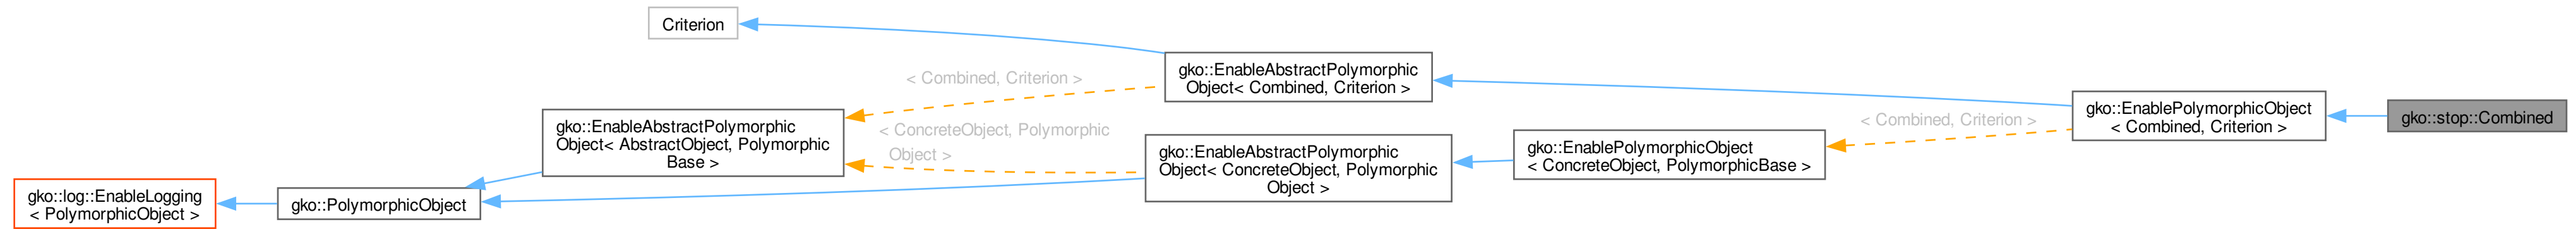 Criterion
gko::EnableAbstractPolymorphic
Object< Combined, Criterion >
< Combined, Criterion >
gko::EnablePolymorphicObject
< Combined, Criterion >
gko::stop::Combined
gko::EnableAbstractPolymorphic
Object< AbstractObject, Polymorphic
Base >
< ConcreteObject, Polymorphic
Object >
gko::EnableAbstractPolymorphic
Object< ConcreteObject, Polymorphic
Object >
gko::EnablePolymorphicObject
< ConcreteObject, PolymorphicBase >
< Combined, Criterion >
gko::log::EnableLogging
< PolymorphicObject >
gko::PolymorphicObject